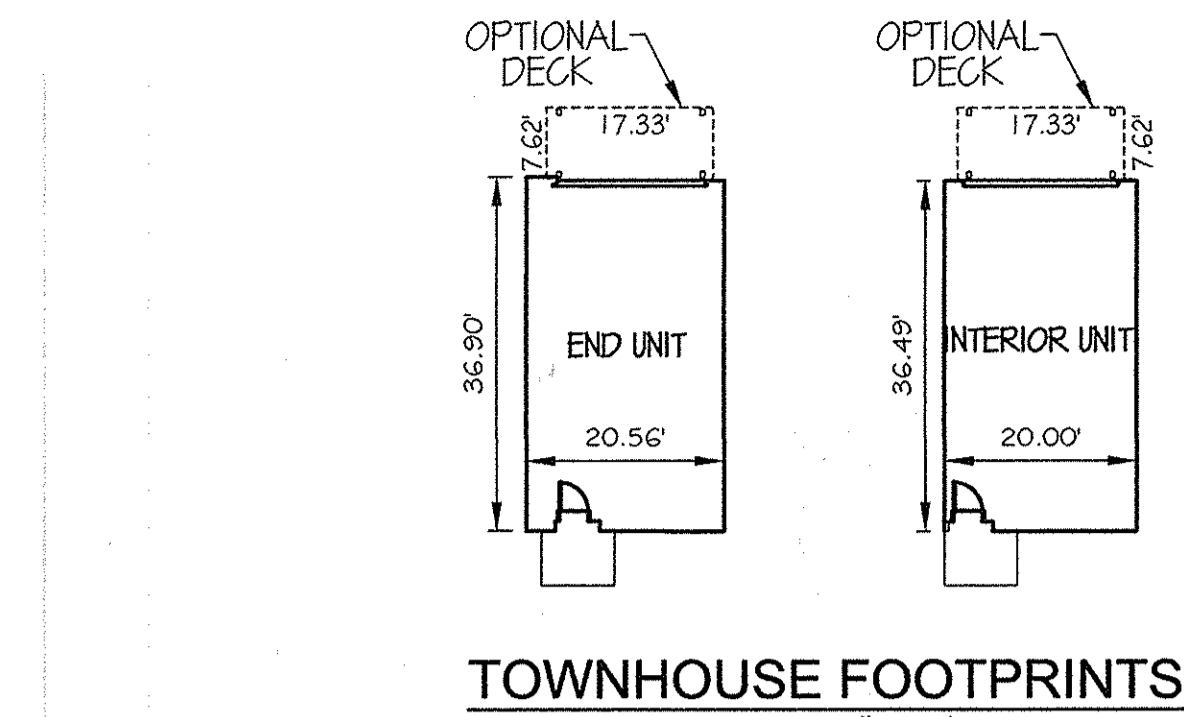 OPTIONAL
DECK
17.33'
7.62'
36.90'
END UNIT
20.56'
OPTIONAL
DECK
17.33'
7.62'
36.49'
INTERIOR UNIT
20.00'
TOWNHOUSE FOOTPRINTS